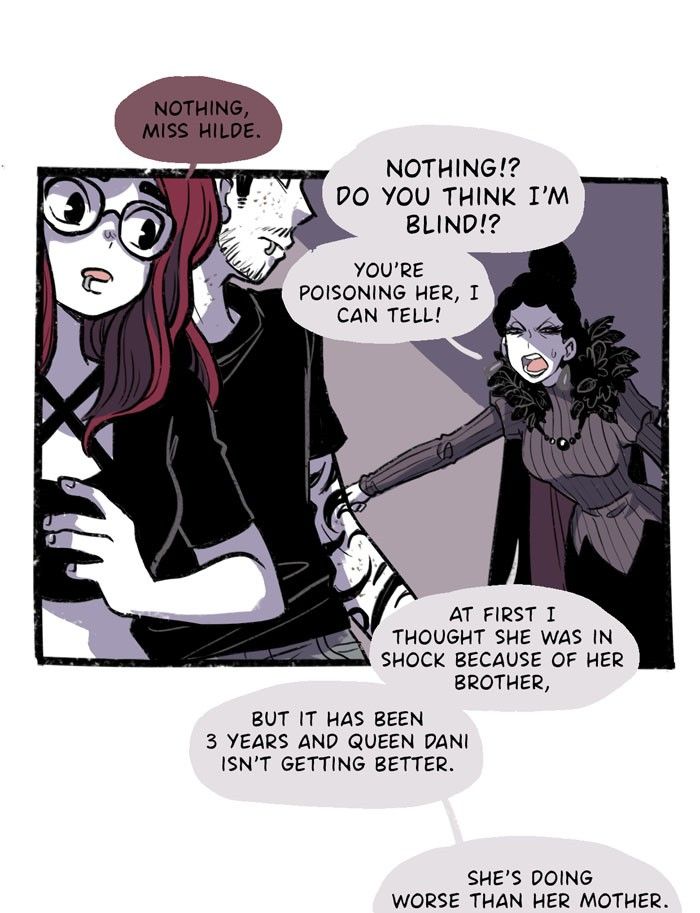 NOTHING,
MISS HILDE.
NOTHING!?
DO YOU THINK I'M
BLIND!?
YOU'RE
POISONING HER, I
CAN TELL!
AT FIRST I
THOUGHT SHE WAS IN
SHOCK BECAUSE OF HER
BROTHER,
BUT IT HAS BEEN
3 YEARS AND QUEEN DANI
ISN'T GETTING BETTER.
SHE'S DOING
WORSE THAN HER MOTHER.